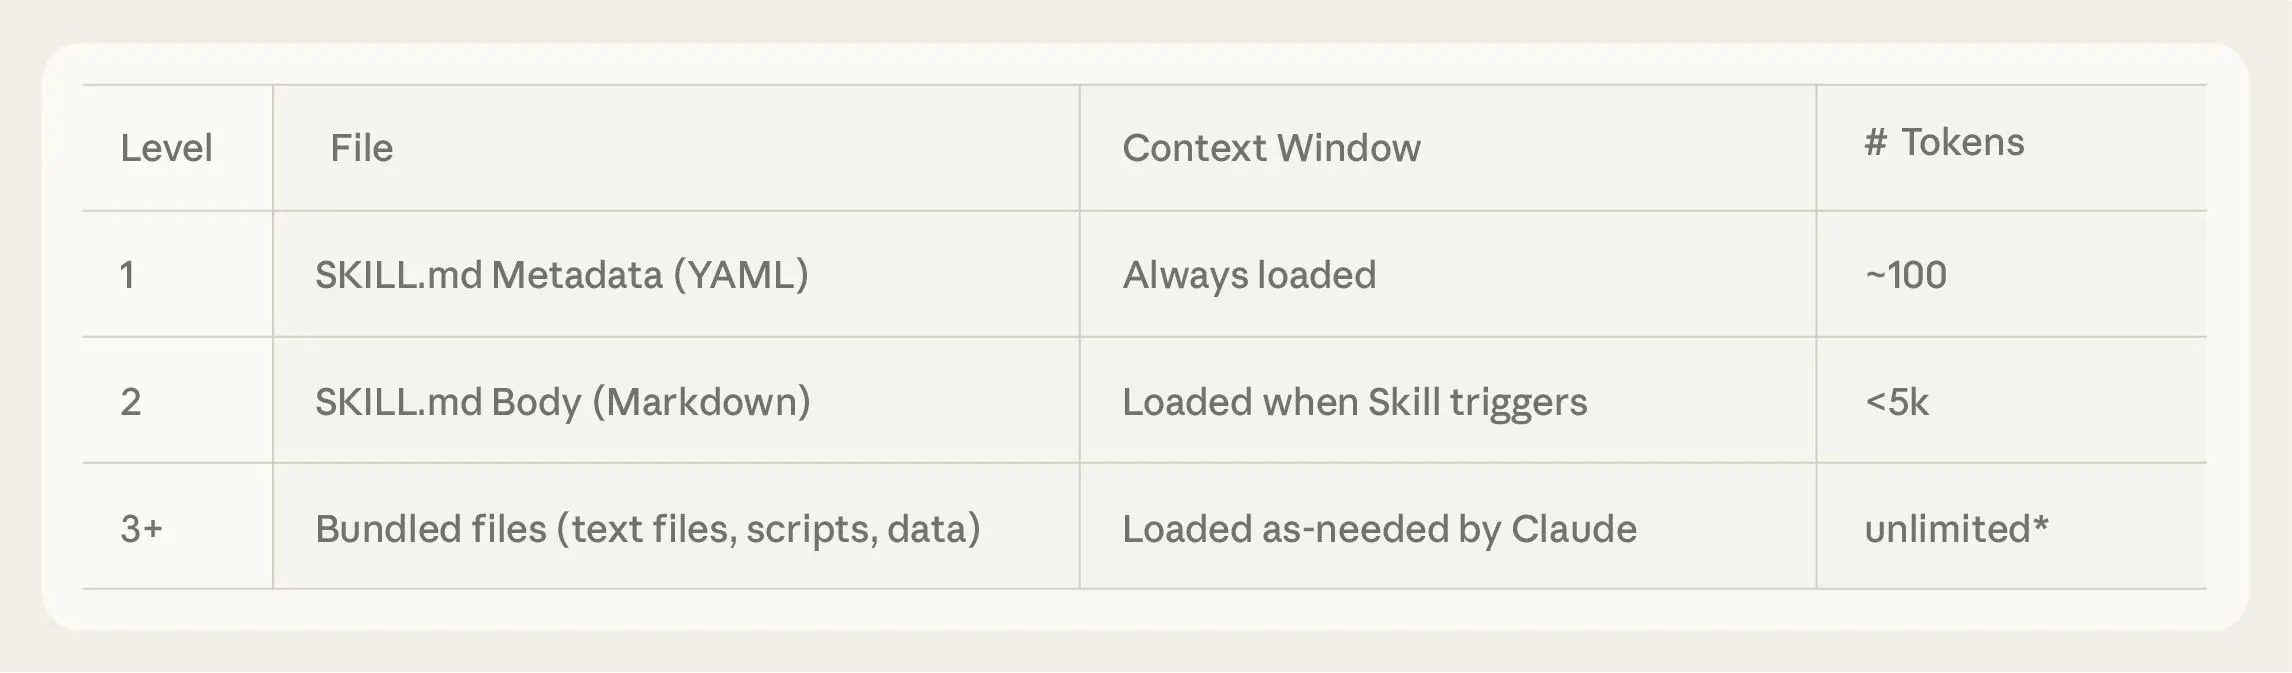 Level File Context Window # Tokens
1 SKILL.md Metadata (YAML) Always loaded ~100
2 SKILL.md Body (Markdown) Loaded when Skill triggers <5k
3+ Bundled files (text files, scripts, data) Loaded as-needed by Claude unlimited*